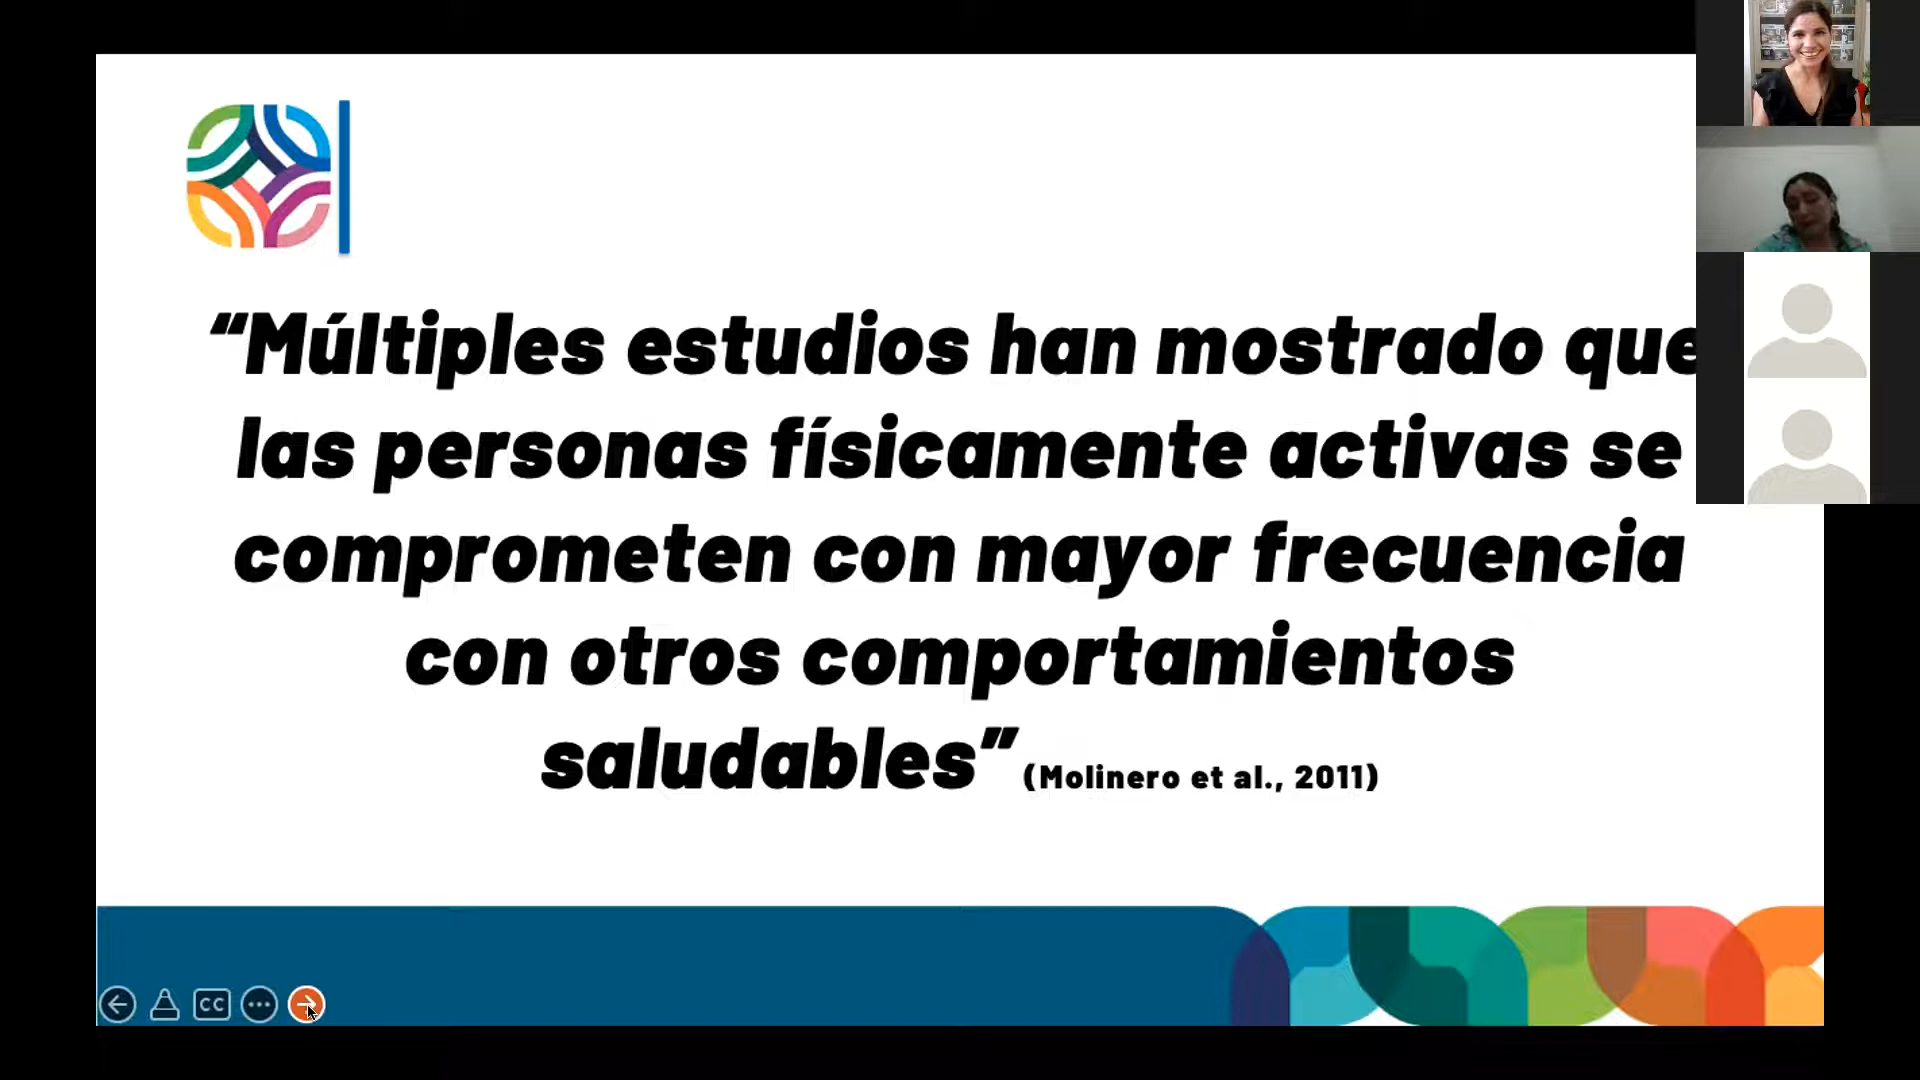 “Múltiples estudios han mostrado que
las personas físicamente activas se
comprometen con mayor frecuencia
con otros comportamientos
saludables” (Molinero et al., 2011)
CC